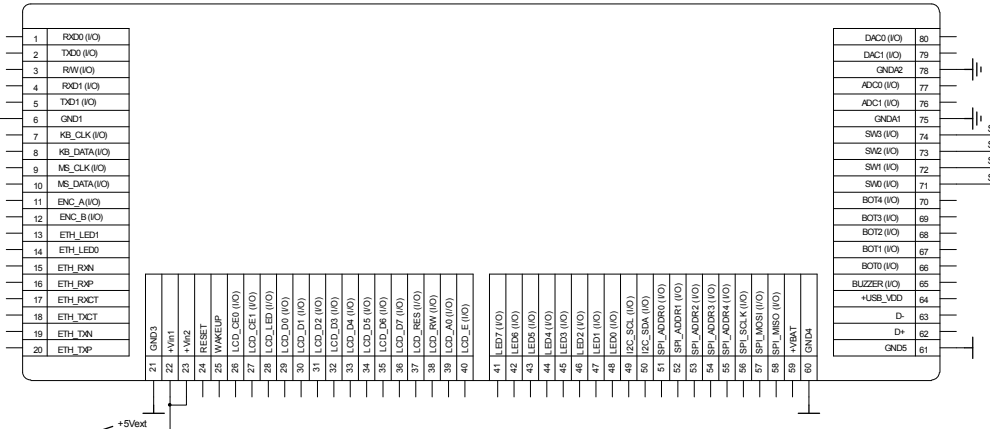 1 RXD0 (I/O)
2 TXD0 (I/O)
3 R/W (I/O)
4 RXD1 (I/O)
5 TXD1 (I/O)
6 GND1
7 KB_CLK (I/O)
8 KB_DATA (I/O)
9 MS_CLK (I/O)
10 MS_DATA (I/O)
11 ENC_A (I/O)
12 ENC_B (I/O)
13 ETH_LED1
14 ETH_LED0
15 ETH_RXN
16 ETH_RXP
17 ETH_RXCT
18 ETH_TXCT
19 ETH_TXN
20 ETH_TXP
21 GND3
22 +Vin1
23 +Vin2
24 RESET
25 WAKEUP
26 LCD_CE0 (I/O)
27 LCD_CE1 (I/O)
28 LCD_LED (I/O)
29 LCD_D0 (I/O)
30 LCD_D1 (I/O)
31 LCD_D2 (I/O)
32 LCD_D3 (I/O)
33 LCD_D4 (I/O)
34 LCD_D5 (I/O)
35 LCD_D6 (I/O)
36 LCD_D7 (I/O)
37 LCD_RES (I/O)
38 LCD_RW (I/O)
39 LCD_A0 (I/O)
40 LCD_E (I/O)
41 LED7 (I/O)
42 LED6 (I/O)
43 LED5 (I/O)
44 LED4 (I/O)
45 LED3 (I/O)
46 LED2 (I/O)
47 LED1 (I/O)
48 LED0 (I/O)
49 I2C_SCL (I/O)
50 I2C_SDA (I/O)
51 SPI_ADDR0 (I/O)
52 SPI_ADDR1 (I/O)
53 SPI_ADDR2 (I/O)
54 SPI_ADDR3 (I/O)
55 SPI_ADDR4 (I/O)
56 SPI_SCLK (I/O)
57 SPI_MOSI (I/O)
58 SPI_MISO (I/O)
59 +VBAT
60 GND4
DAC0 (I/O) 80
DAC1 (I/O) 79
GNDA2 78
ADC0 (I/O) 77
ADC1 (I/O) 76
GNDA1 75
SW3 (I/O) 74
SW2 (I/O) 73
SW1 (I/O) 72
SW0 (I/O) 71
BOT4 (I/O) 70
BOT3 (I/O) 69
BOT2 (I/O) 68
BOT1 (I/O) 67
BOT0 (I/O) 66
BUZZER (I/O) 65
+USB_VDD 64
D- 63
D+ 62
GND5 61
+5Vext